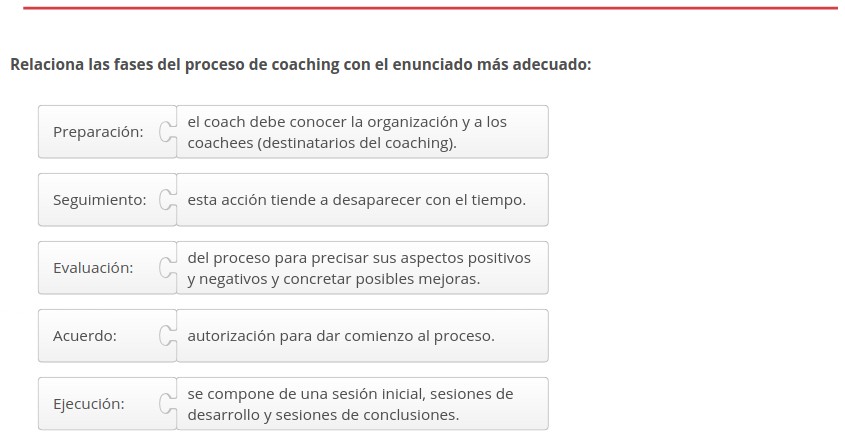 Relaciona las fases del proceso de coaching con el enunciado más adecuado:
Preparación:
el coach debe conocer la organización y a los
coachees (destinatarios del coaching).
Seguimiento:
esta acción tiende a desaparecer con el tiempo.
Evaluación:
del proceso para precisar sus aspectos positivos
y negativos y concretar posibles mejoras.
Acuerdo:
autorización para dar comienzo al proceso.
Ejecución:
se compone de una sesión inicial, sesiones de
desarrollo y sesiones de conclusiones.